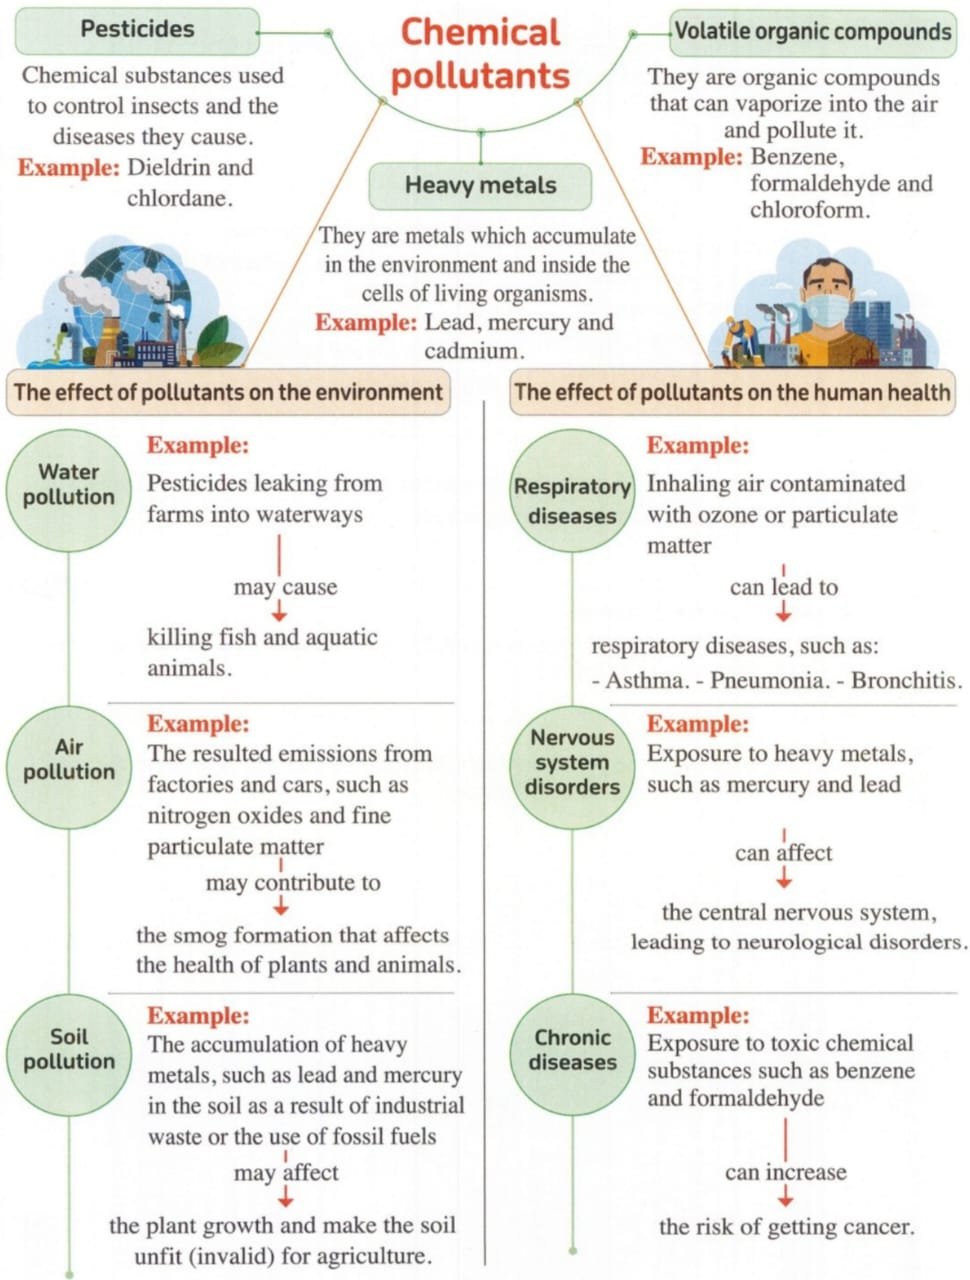 Chemical
pollutants
Pesticides
Chemical substances used
to control insects and the
diseases they cause.
Example: Dieldrin and
chlordane.
Heavy metals
They are metals which accumulate
in the environment and inside the
cells of living organisms.
Example: Lead, mercury and
cadmium.
Volatile organic compounds
They are organic compounds
that can vaporize into the air
and pollute it.
Example: Benzene,
formaldehyde and
chloroform.
The effect of pollutants on the environment
Water
pollution
Example:
Pesticides leaking from
farms into waterways
may cause
killing fish and aquatic
animals.
Air
pollution
Example:
The resulted emissions from
factories and cars, such as
nitrogen oxides and fine
particulate matter
may contribute to
the smog formation that affects
the health of plants and animals.
Soil
pollution
Example:
The accumulation of heavy
metals, such as lead and mercury
in the soil as a result of industrial
waste or the use of fossil fuels
may affect
the plant growth and make the soil
unfit (invalid) for agriculture.
The effect of pollutants on the human health
Respiratory
diseases
Example:
Inhaling air contaminated
with ozone or particulate
matter
can lead to
respiratory diseases, such as:
- Asthma. - Pneumonia. - Bronchitis.
Nervous
system
disorders
Example:
Exposure to heavy metals,
such as mercury and lead
can affect
the central nervous system,
leading to neurological disorders.
Chronic
diseases
Example:
Exposure to toxic chemical
substances such as benzene
and formaldehyde
can increase
the risk of getting cancer.